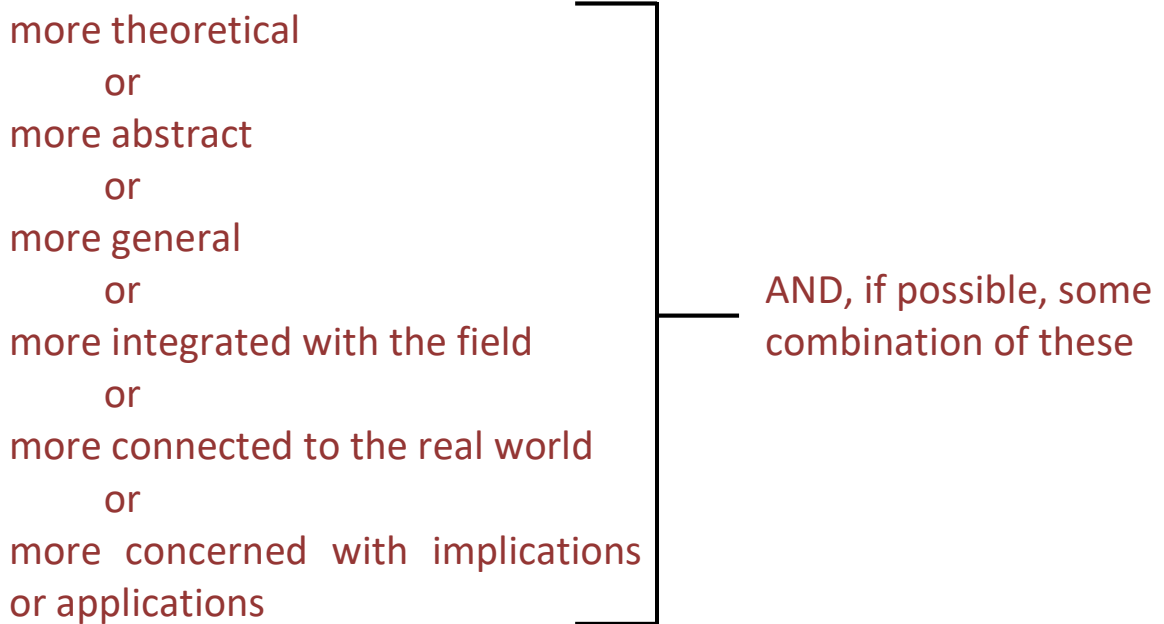 more theoretical
or
more abstract
or
more general
or
more integrated with the field
or
more connected to the real world
or
more concerned with implications
or applications
AND, if possible, some
combination of these